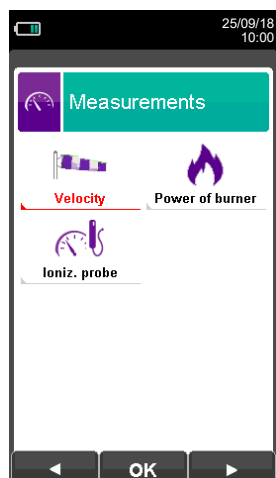 25/09/18
10:00
Measurements
Velocity
Power of burner
Ioniz. probe
OK